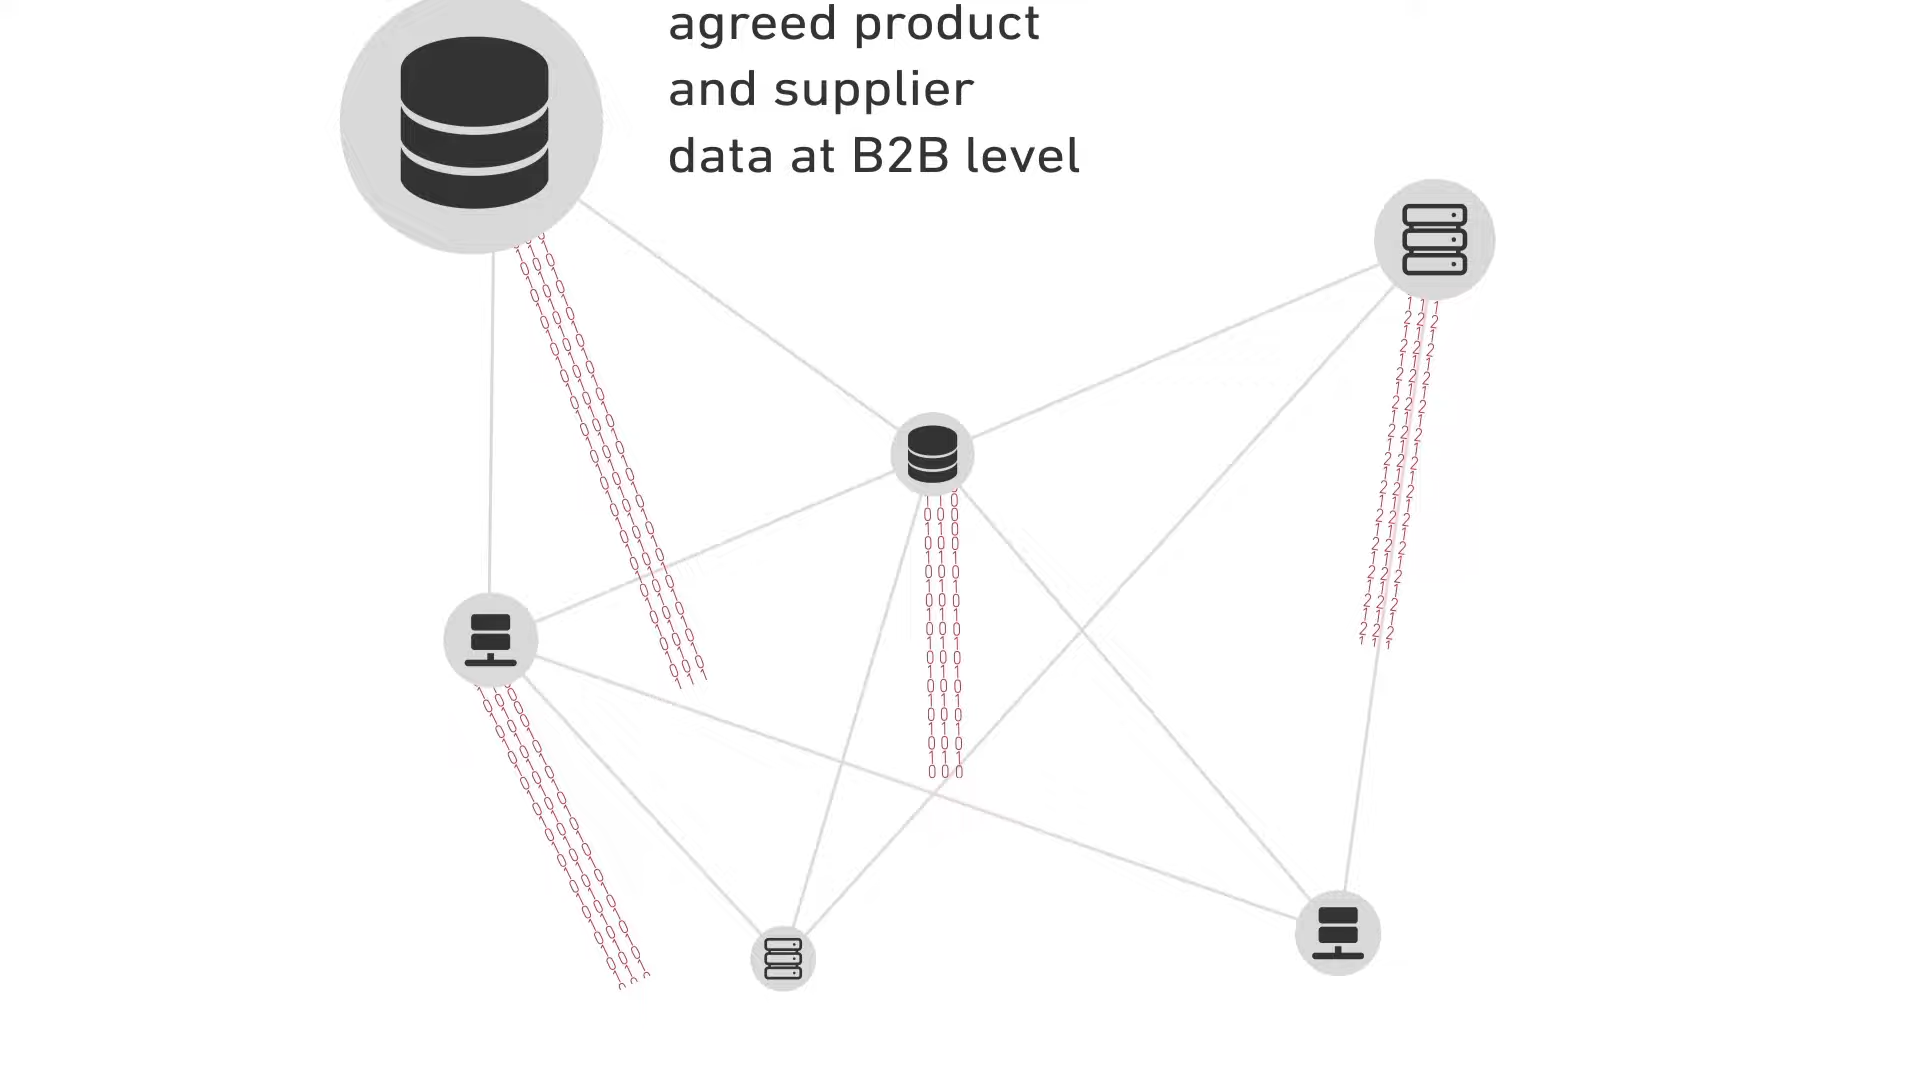 agreed product
and supplier
data at B2B level